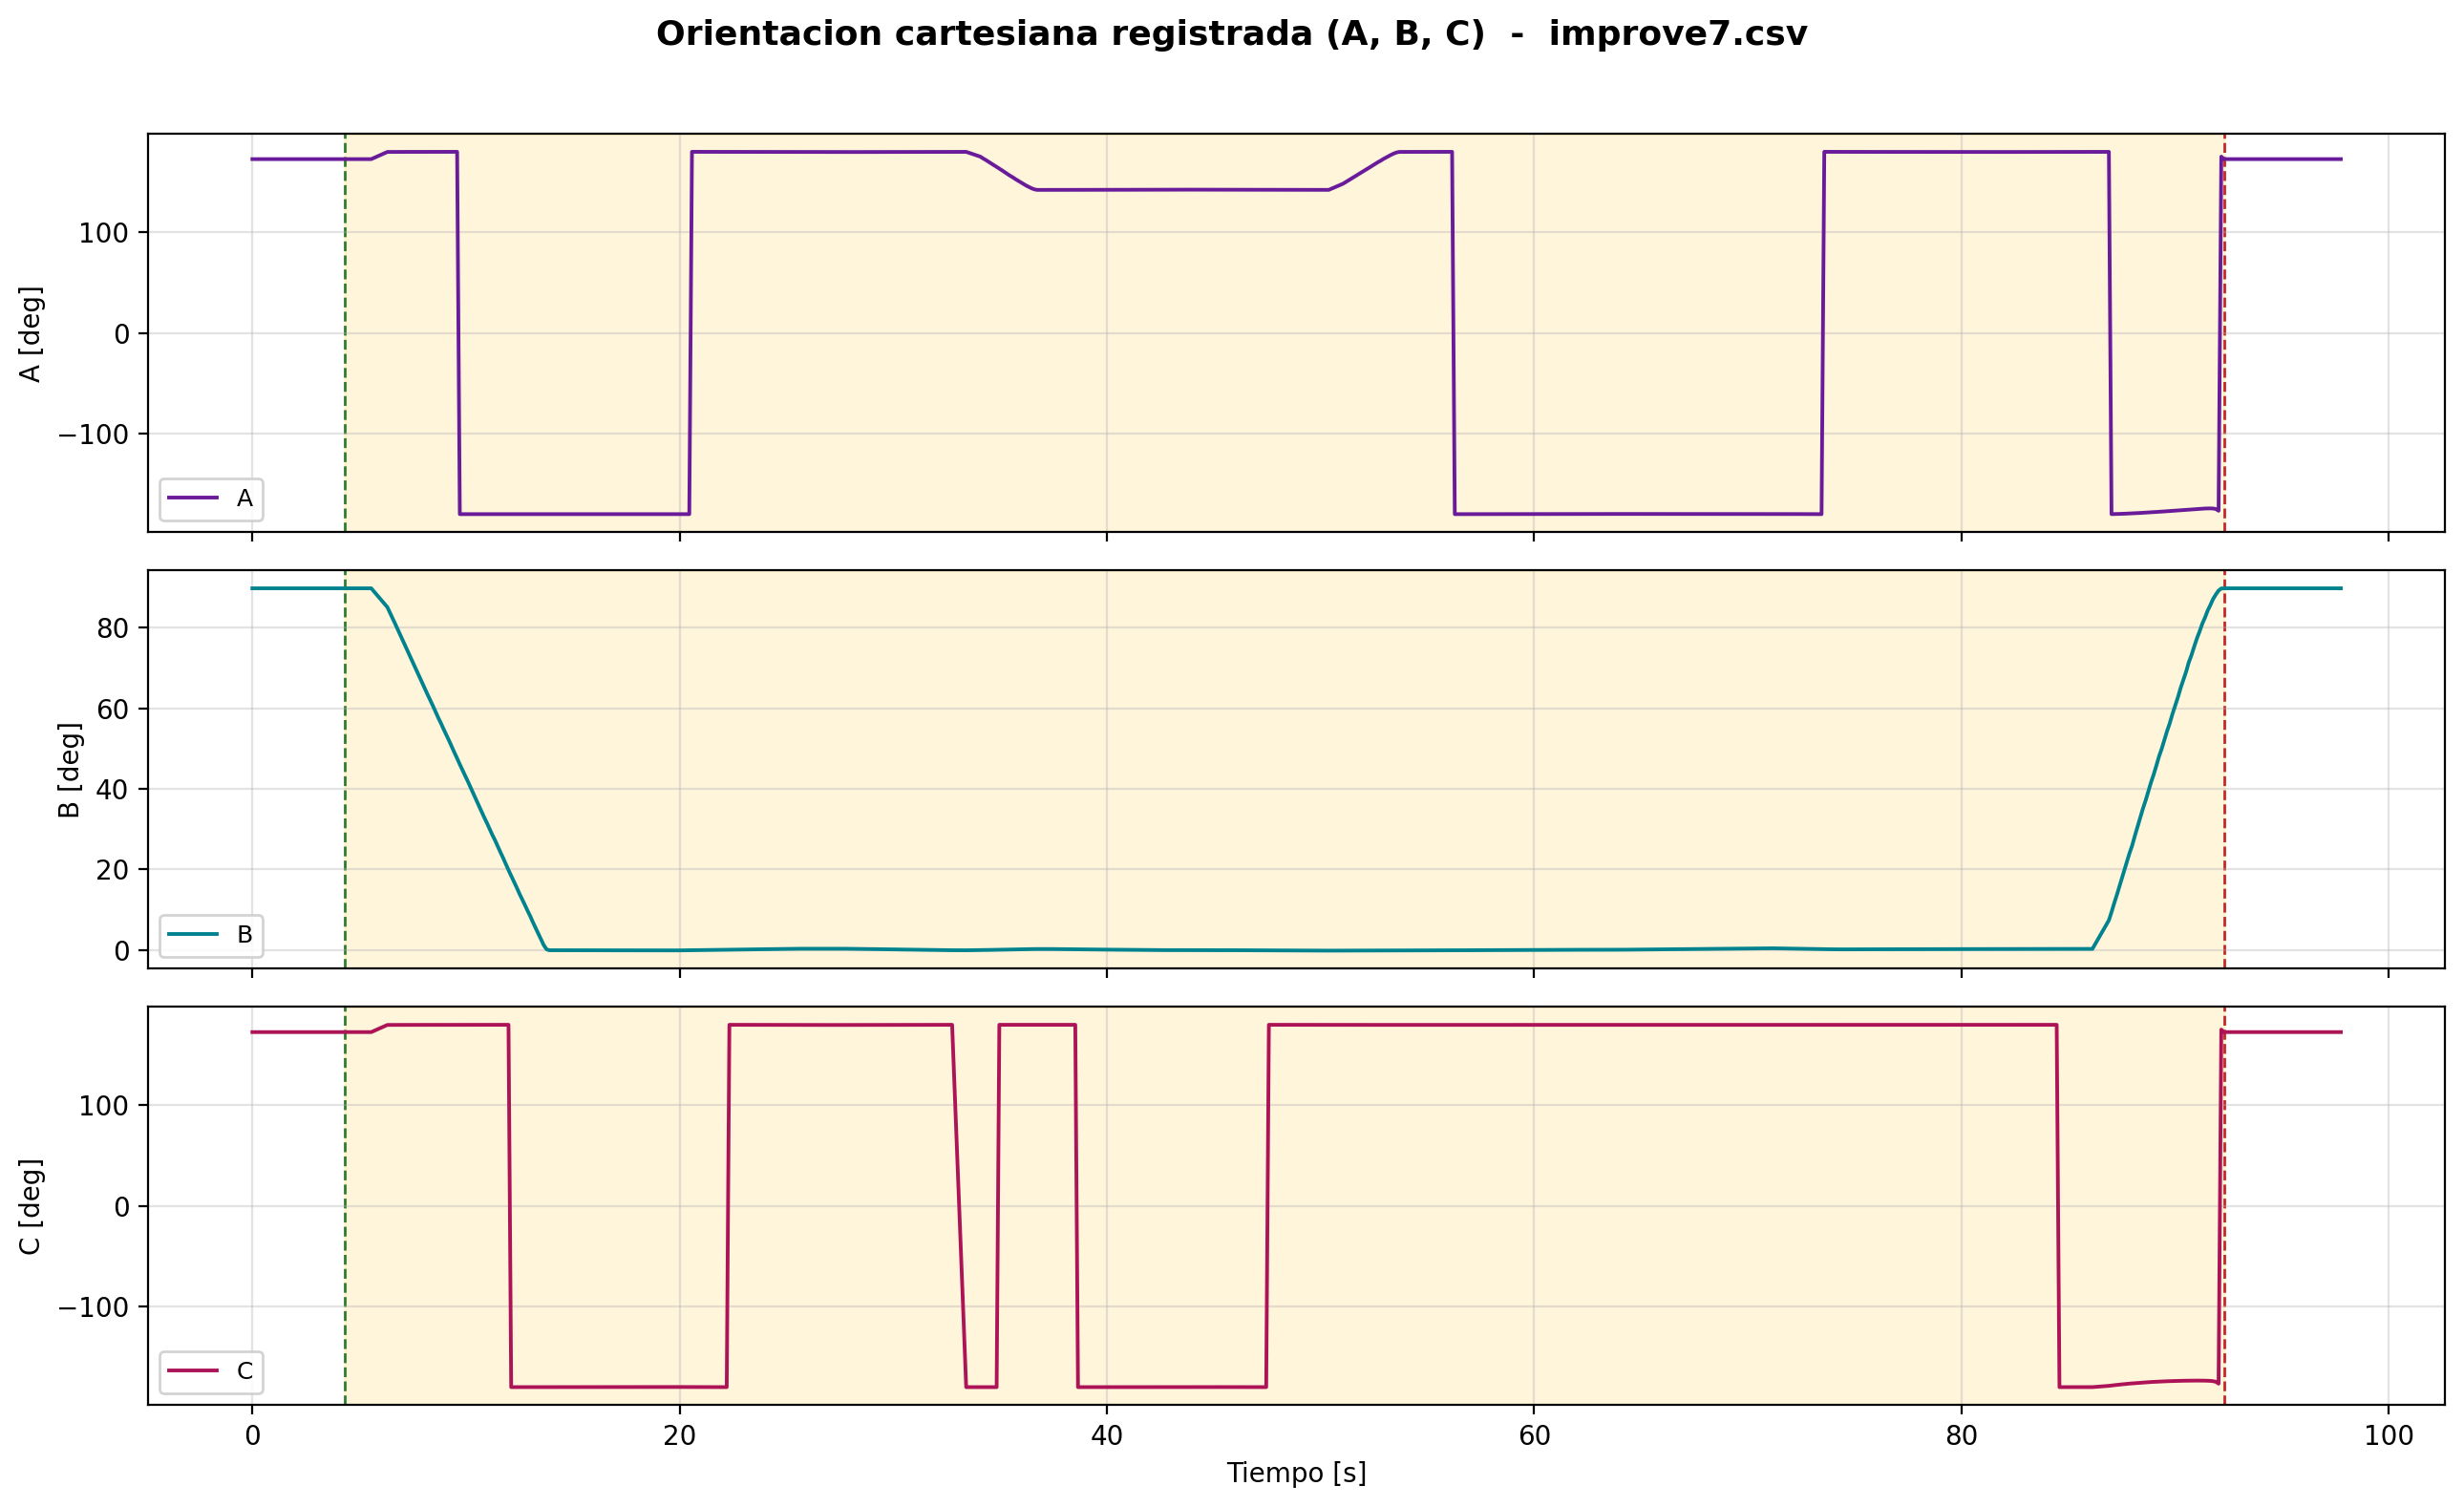 Orientacion cartesiana registrada (A, B, C)  -  improve7.csv
A [deg]
100
0
−100
A
B [deg]
80
60
40
20
0
B
C [deg]
100
0
−100
C
0 20 40 60 80 100
Tiempo [s]